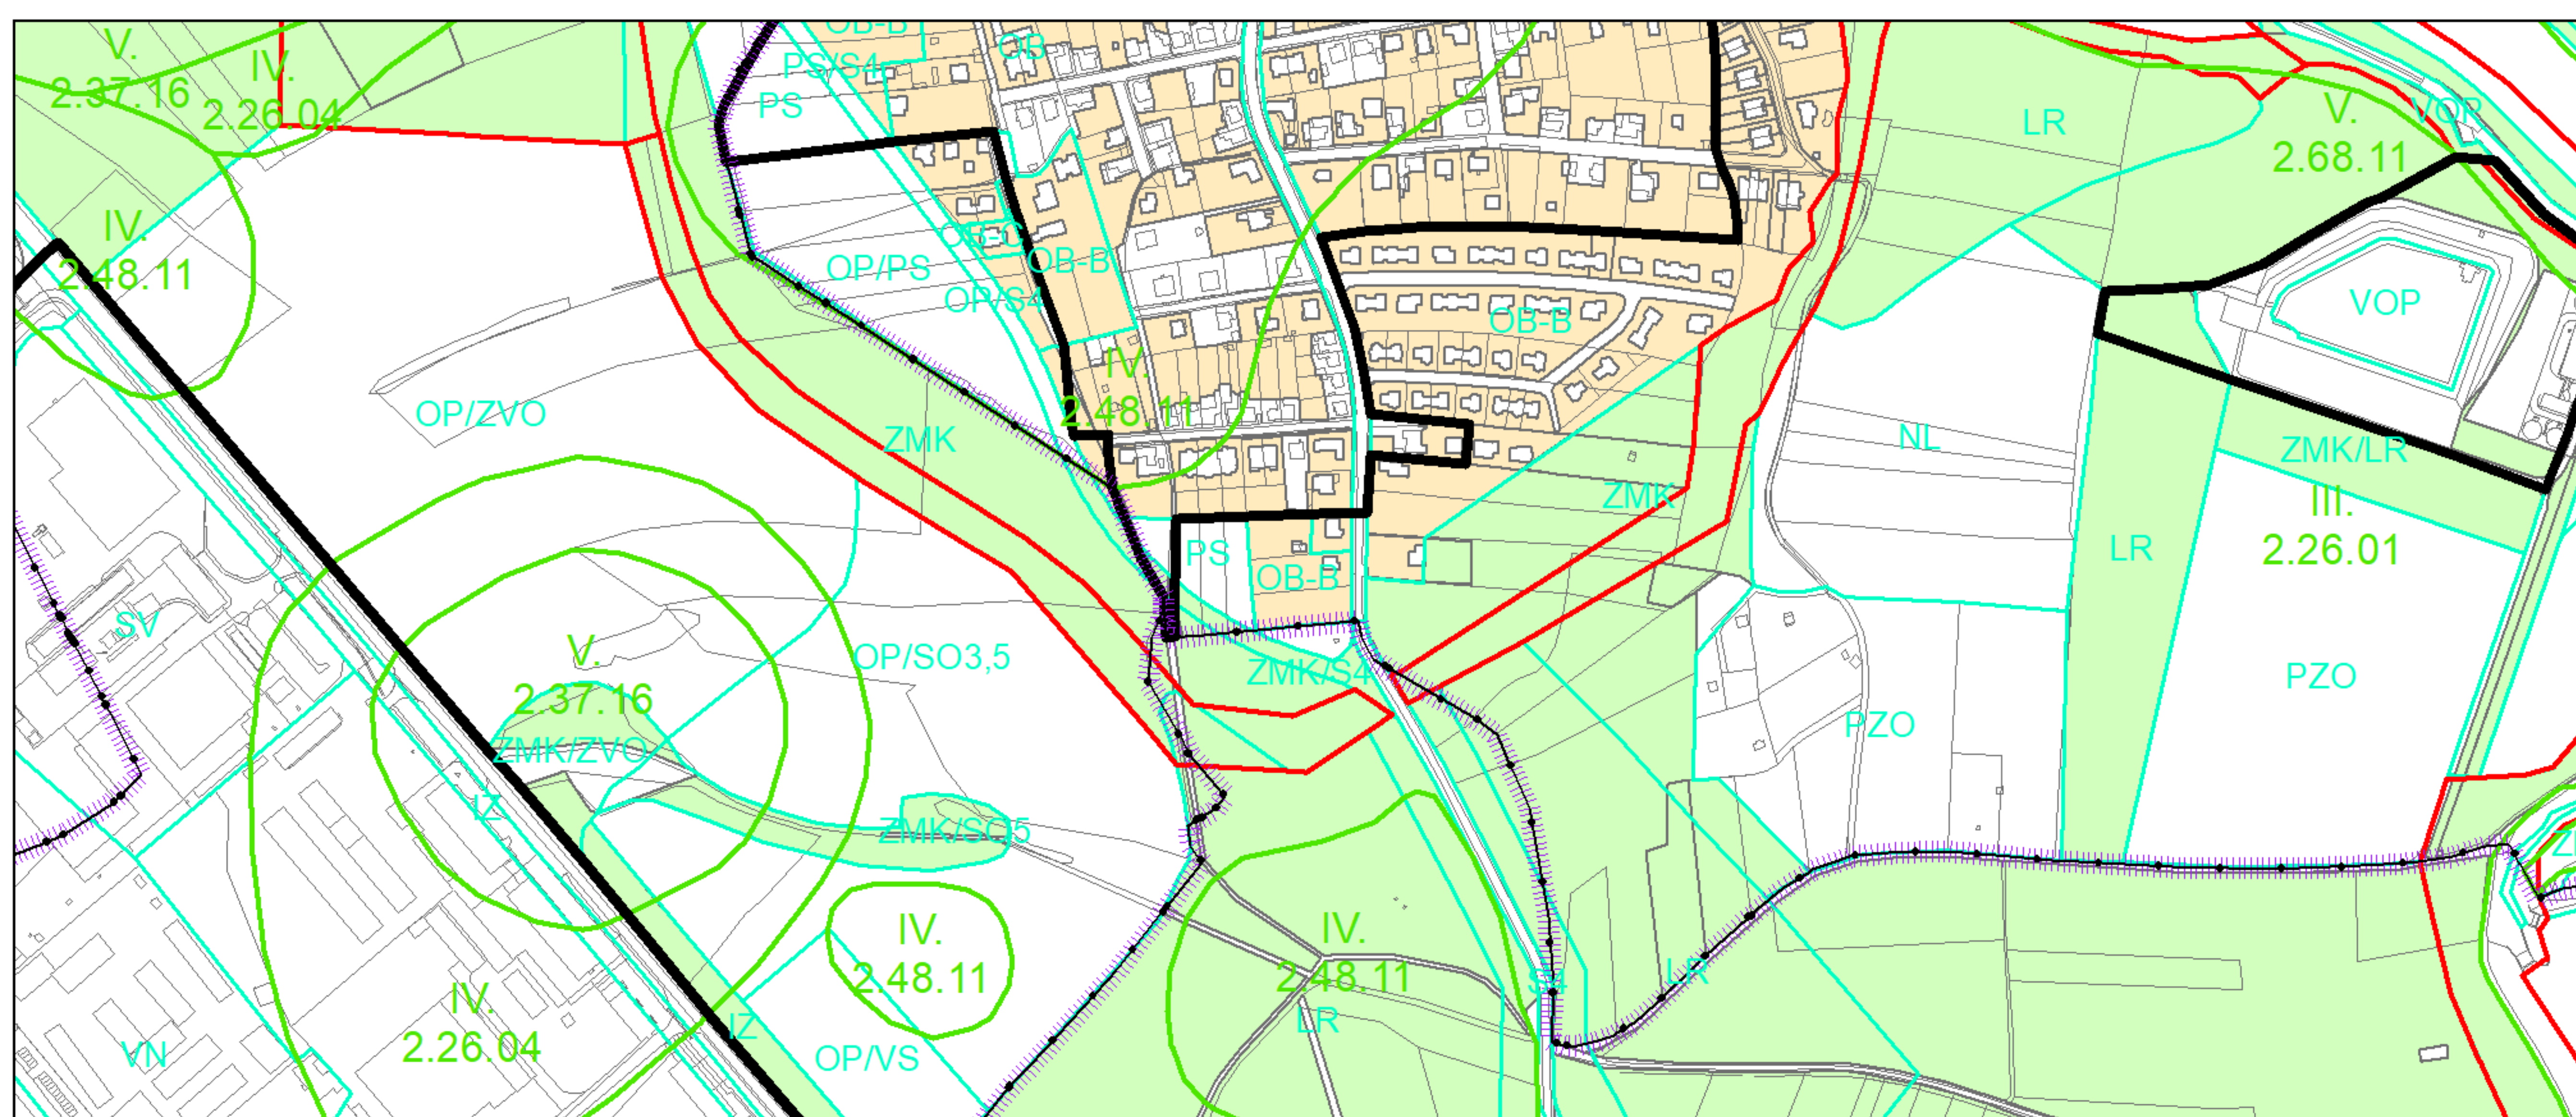 OB-B
V.
2.37.16
IV.
2.26.04
PS/S4
OB
PS
LR
V.
2.68.11
VOP
IV.
2.48.11
OB-C
OB-B
OP/PS
OP/S4
VOP
OB-B
IV.
2.48.11
OP/ZVO
ZMK
NL
ZMK/LR
ZMK
III.
2.26.01
PS
OB-B
LR
SV
V.
2.37.16
OP/SO3,5
ZMK/S4
PZO
PZO
ZMK/ZVO
IZ
ZMK/SO5
IV.
2.48.11
IV.
2.48.11
LR
S4
LR
IV.
2.26.04
IZ
VN
OP/VS